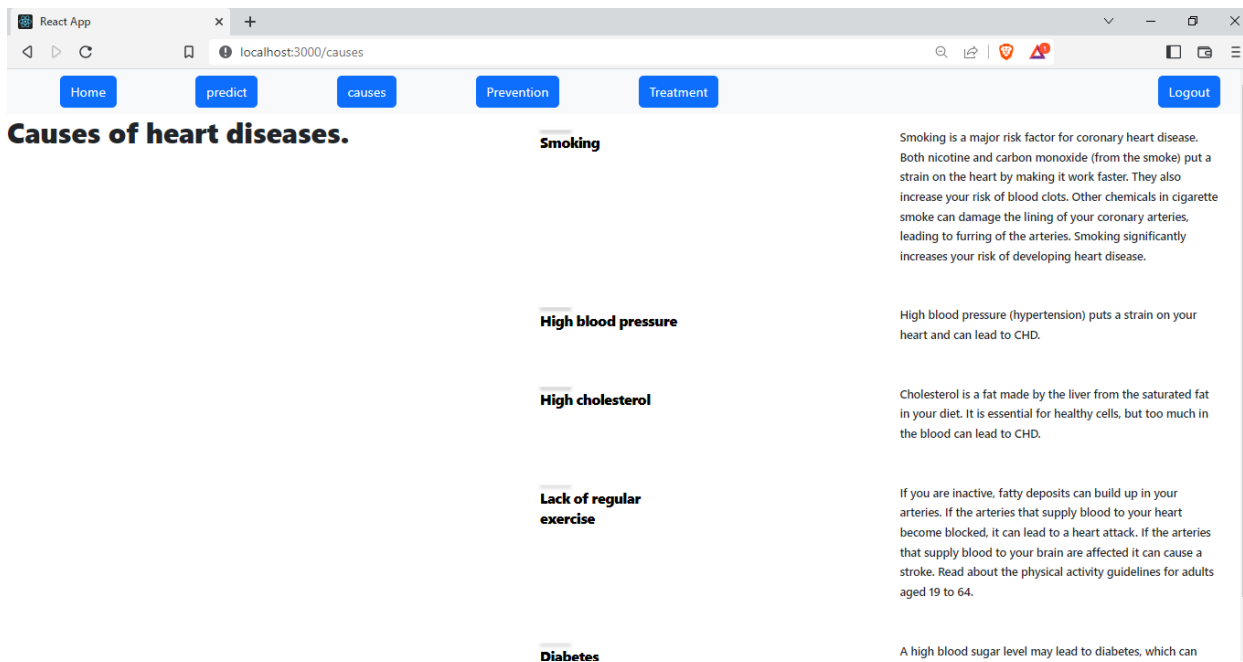 React App
localhost:3000/causes
Home
predict
causes
Prevention
Treatment
Logout
Causes of heart diseases.
Smoking
Smoking is a major risk factor for coronary heart disease.
Both nicotine and carbon monoxide (from the smoke) put a
strain on the heart by making it work faster. They also
increase your risk of blood clots. Other chemicals in cigarette
smoke can damage the lining of your coronary arteries,
leading to furring of the arteries. Smoking significantly
increases your risk of developing heart disease.
High blood pressure
High blood pressure (hypertension) puts a strain on your
heart and can lead to CHD.
High cholesterol
Cholesterol is a fat made by the liver from the saturated fat
in your diet. It is essential for healthy cells, but too much in
the blood can lead to CHD.
Lack of regular
exercise
If you are inactive, fatty deposits can build up in your
arteries. If the arteries that supply blood to your heart
become blocked, it can lead to a heart attack. If the arteries
that supply blood to your brain are affected it can cause a
stroke. Read about the physical activity guidelines for adults
aged 19 to 64.
Diabetes
A high blood sugar level may lead to diabetes, which can